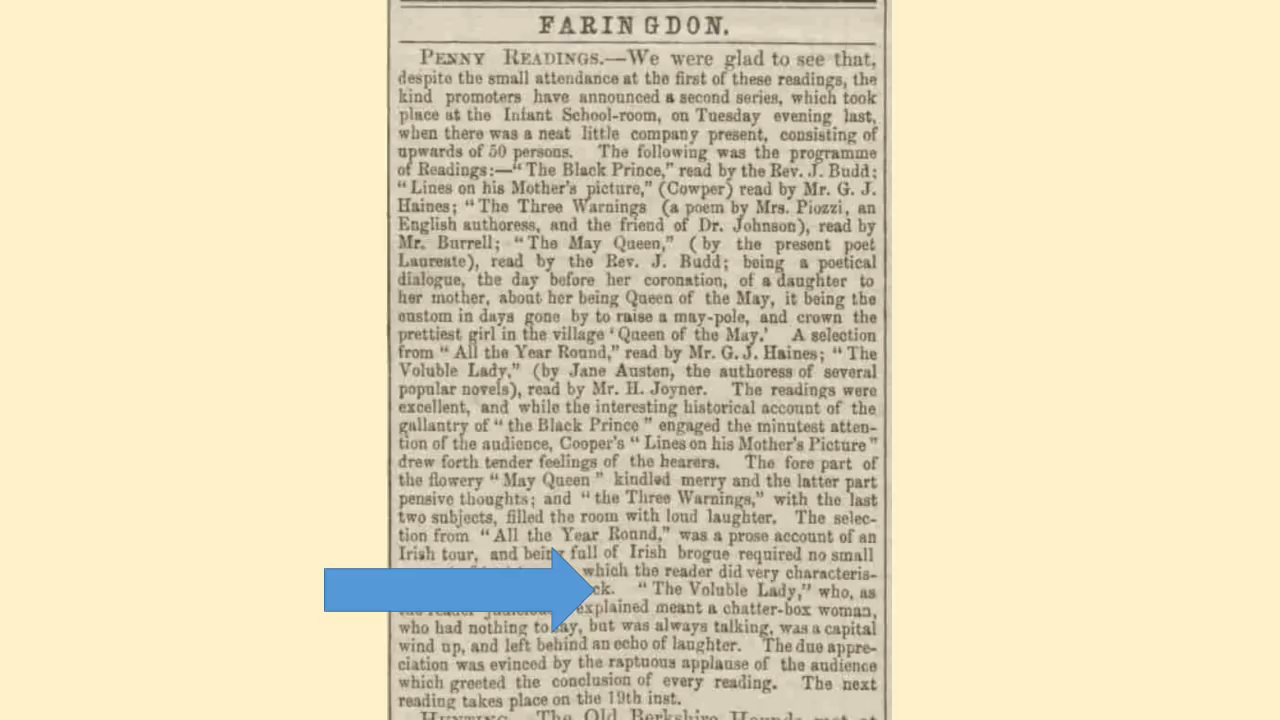 FARINGDON.
PENNY READINGS.—We were glad to see that,
despite the small attendance at the first of these readings, the
kind promoters have announced a second series, which took
place at the Infant School-room, on Tuesday evening last,
when there was a neat little company present, consisting of
upwards of 50 persons. The following was the programme
of Readings:—“The Black Prince,” read by the Rev. J. Budd;
“Lines on his Mother's picture,” (Cowper) read by Mr. G. J.
Haines; “The Three Warnings (a poem by Mrs. Piozzi, an
English authoress, and the friend of Dr. Johnson), read by
Mr. Burrell; “The May Queen,” (by the present poet
Laureate), read by the Rev. J. Budd; being a poetical
dialogue, the day before her coronation, of a daughter to
her mother, about her being Queen of the May, it being the
custom in days gone by to raise a may-pole, and crown the
prettiest girl in the village ‘Queen of the May.’ A selection
from “All the Year Round,” read by Mr. G. J. Haines; “The
Voluble Lady,” (by Jane Austen, the authoress of several
popular novels), read by Mr. H. Joyner. The readings were
excellent, and while the interesting historical account of the
gallantry of “the Black Prince” engaged the minutest atten-
tion of the audience, Cooper's “Lines on his Mother's Picture”
drew forth tender feelings of the hearers. The fore part of
the flowery “May Queen” kindled merry and the latter part
pensive thoughts; and “the Three Warnings,” with the last
two subjects, filled the room with loud laughter. The selec-
tion from “All the Year Round,” was a prose account of an
Irish tour, and being full of Irish brogue required no small
which the reader did very characteris-
ck. “The Voluble Lady,” who, as
explained meant a chatter-box woman,
who had nothing to say, but was always talking, was a capital
wind up, and left behind an echo of laughter. The due appre-
ciation was evinced by the raptuous applause of the audience
which greeted the conclusion of every reading. The next
reading takes place on the 19th inst.
HUNTING. The Old Berkshire Hounds met at